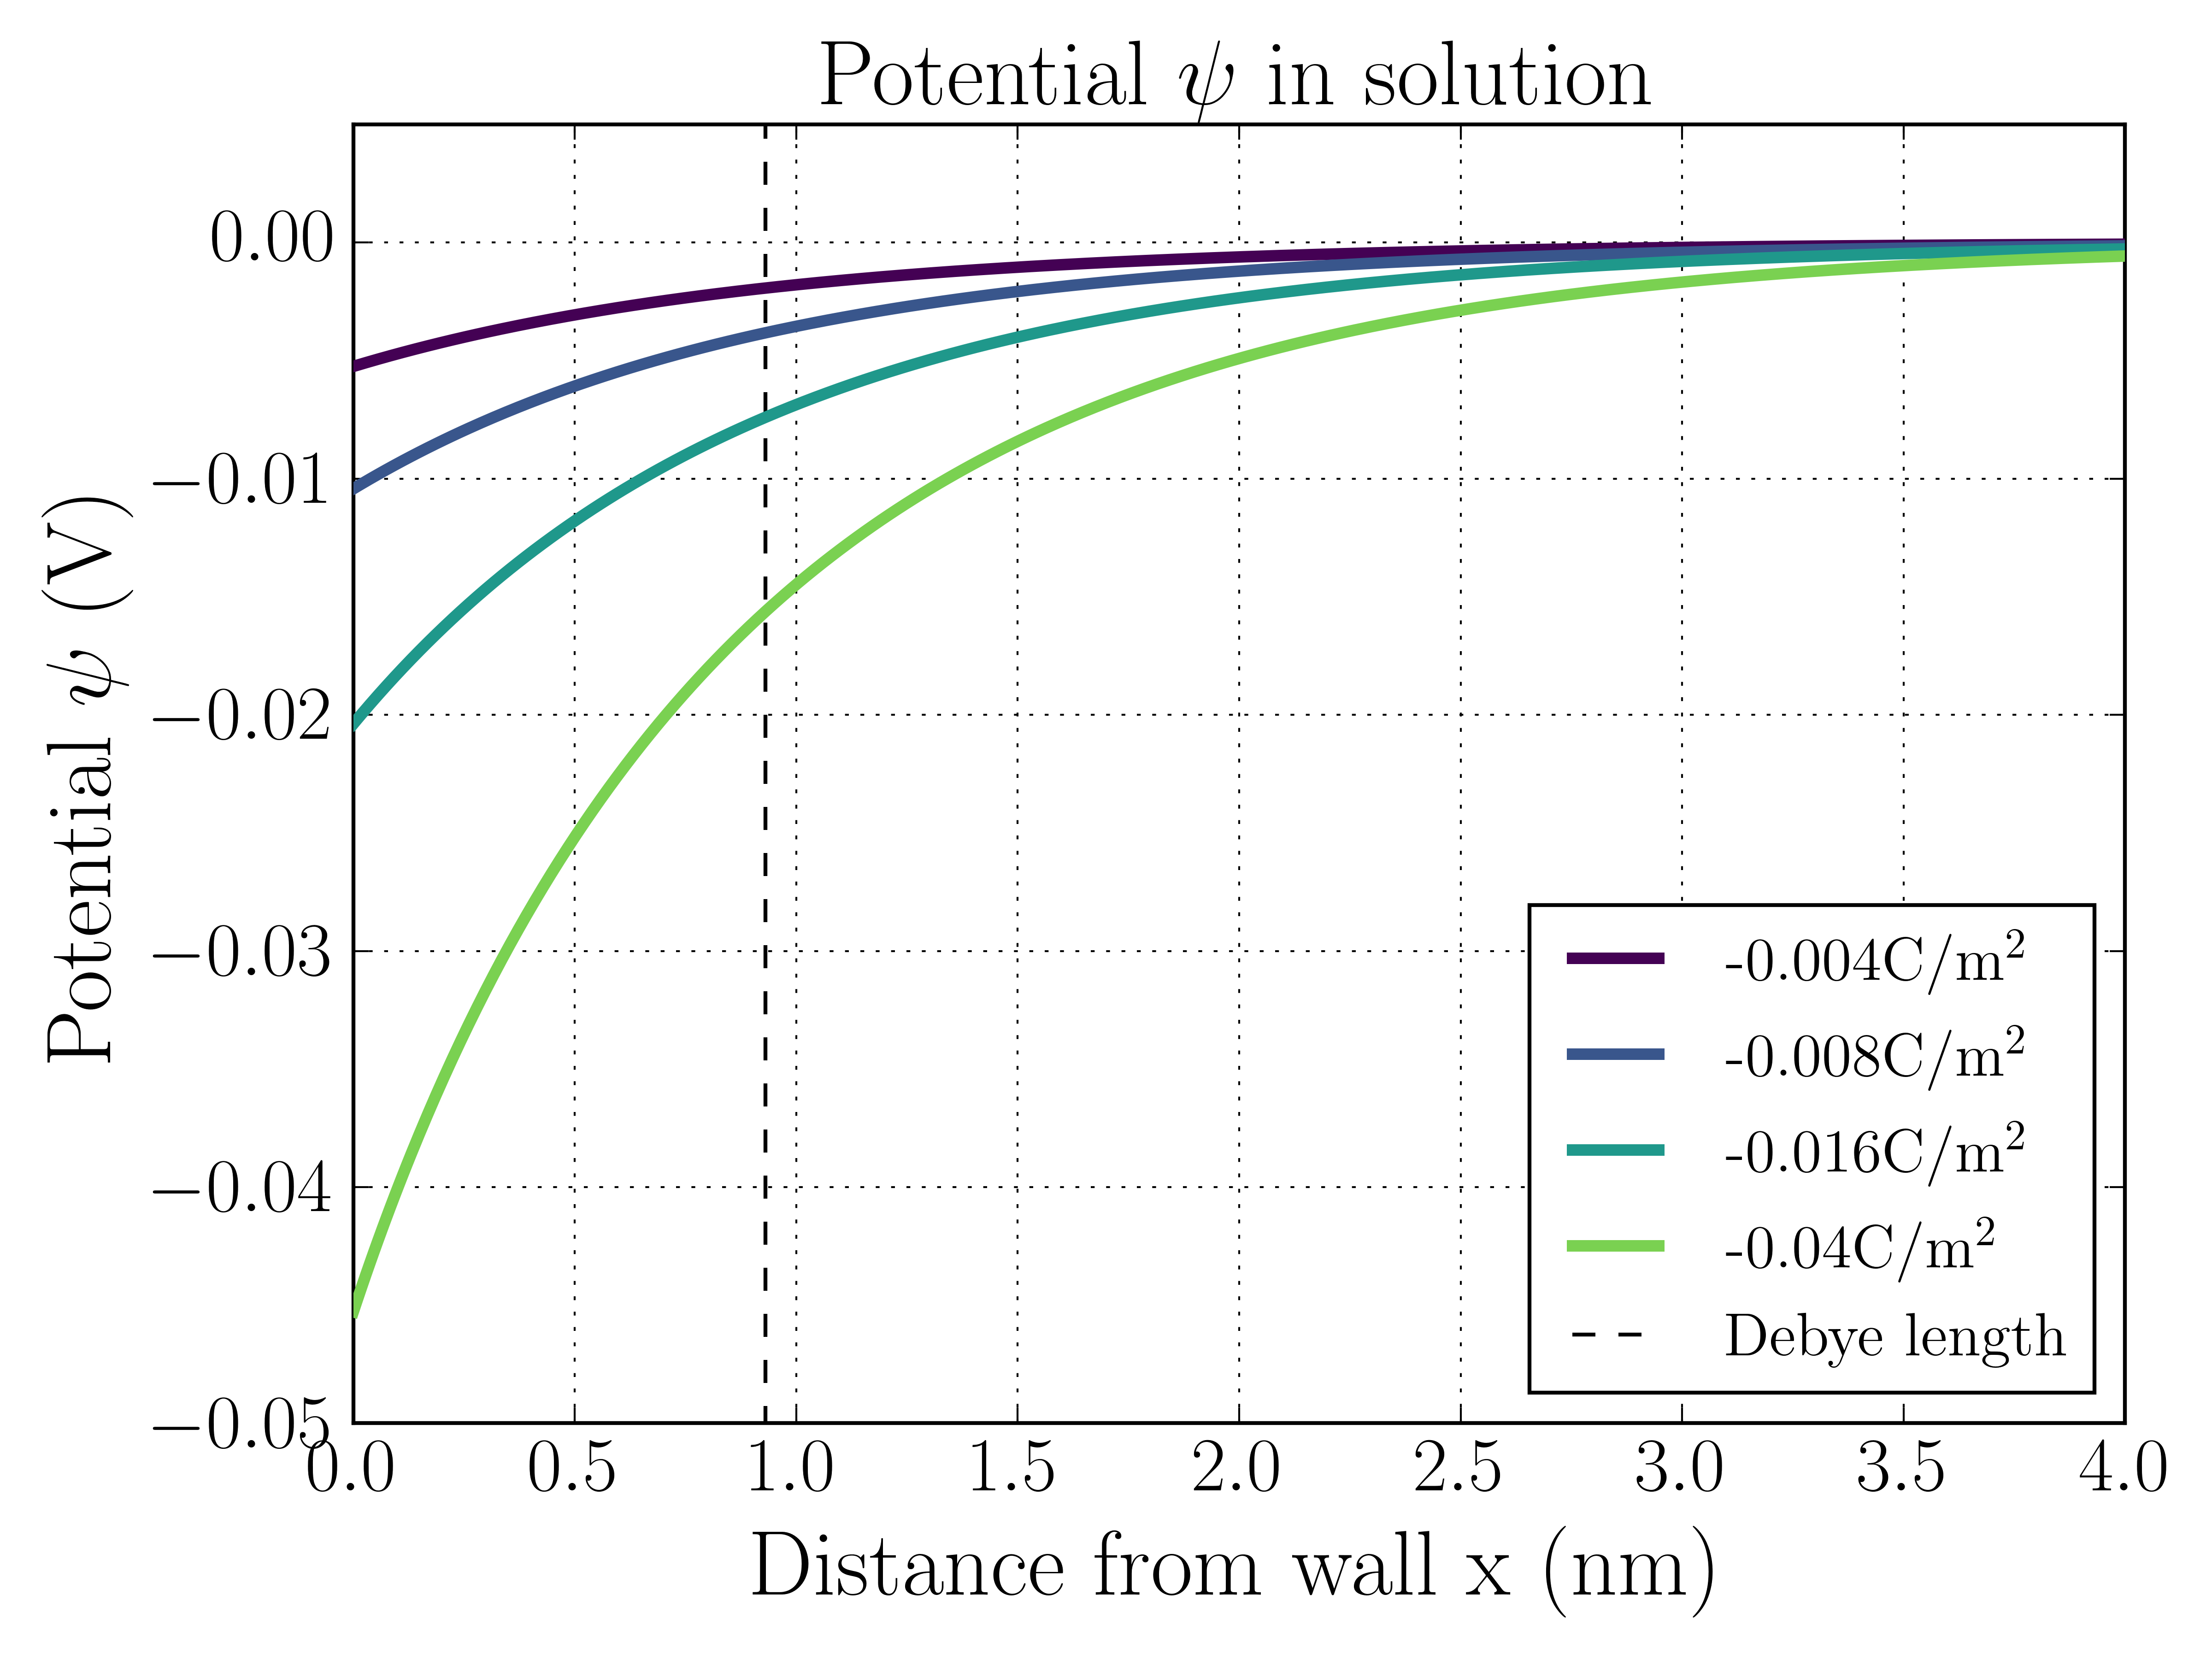 Potential ψ in solution
Potential ψ (V)
0.00
−0.01
−0.02
−0.03
−0.04
−0.05
0.0 0.5 1.0 1.5 2.0 2.5 3.0 3.5 4.0
Distance from wall x (nm)
-0.004C/m²
-0.008C/m²
-0.016C/m²
-0.04C/m²
Debye length